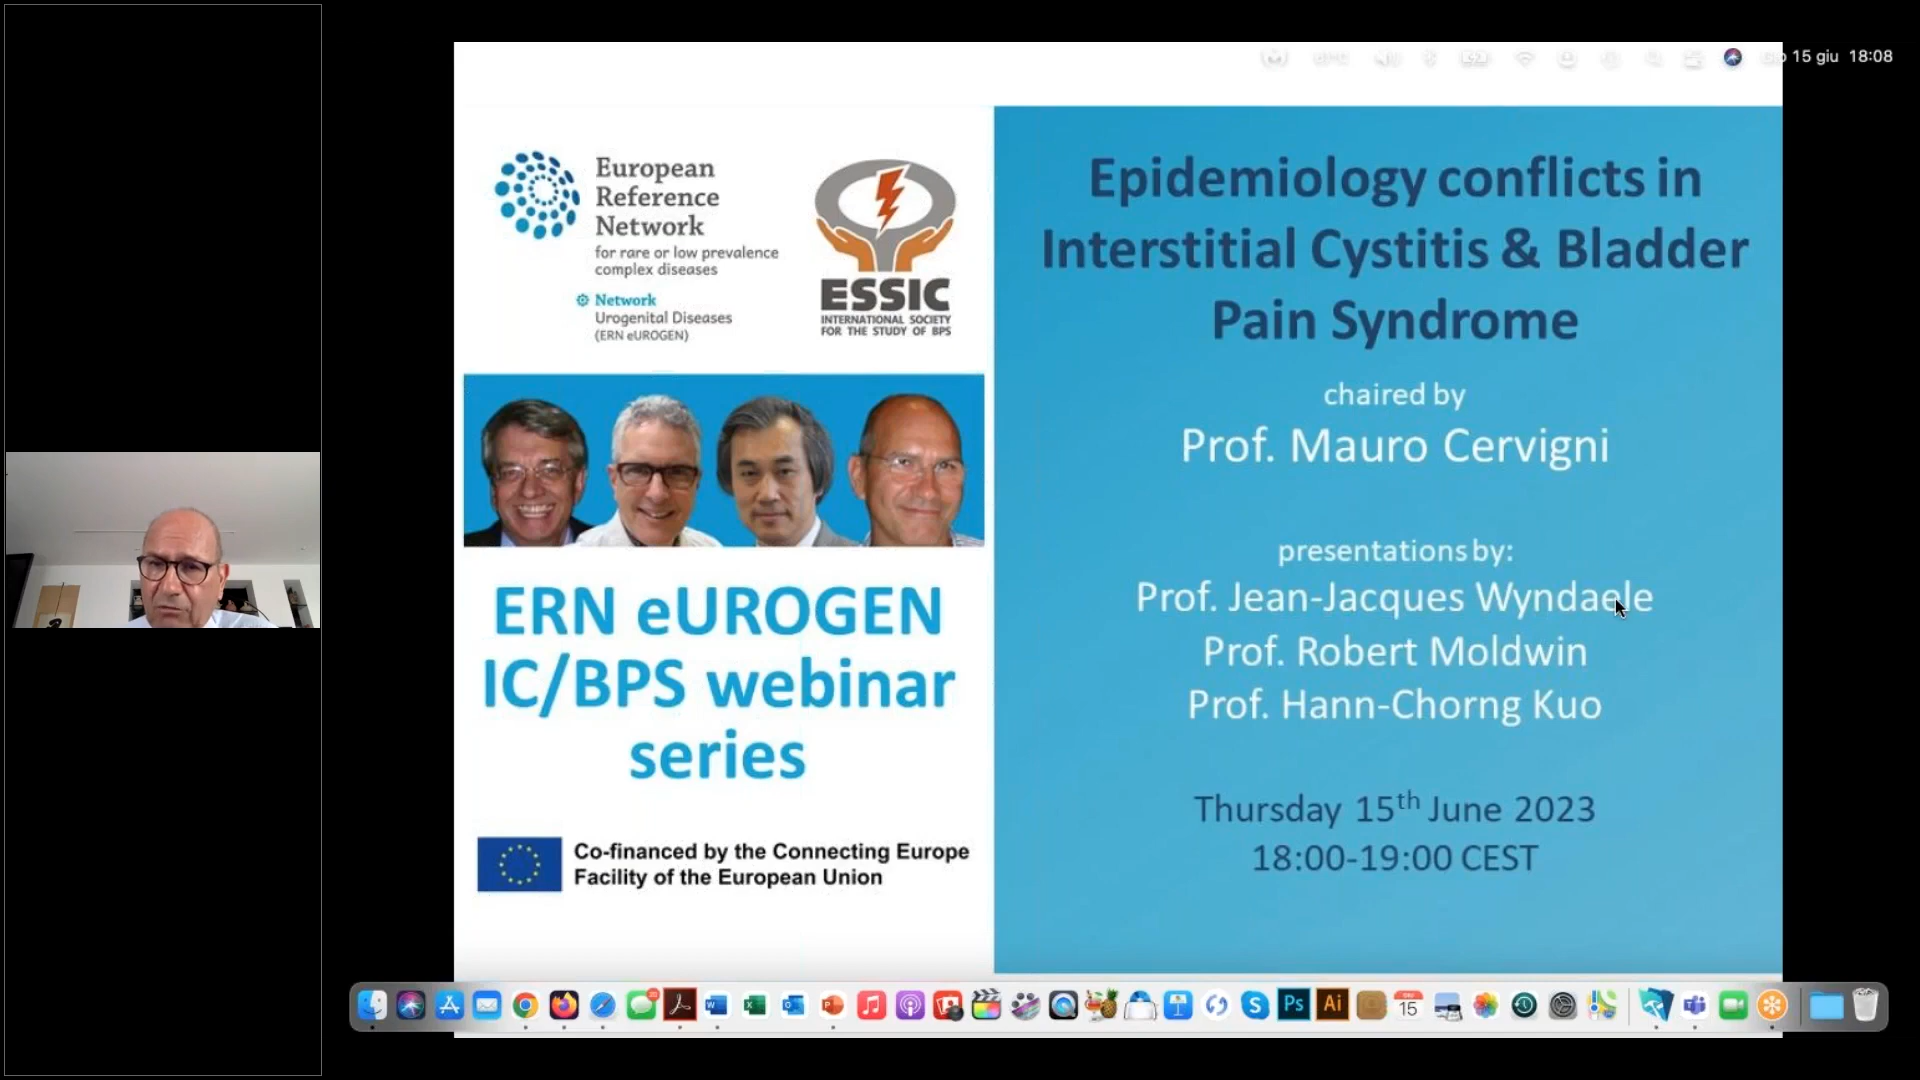 15 giu 18:08
European
Reference
Network
for rare or low prevalence
complex diseases
Network
Urogenital Diseases
(ERN eUROGEN)
ESSIC
INTERNATIONAL SOCIETY
FOR THE STUDY OF BPS
ERN eUROGEN
IC/BPS webinar
series
Co-financed by the Connecting Europe
Facility of the European Union
Epidemiology conflicts in
Interstitial Cystitis & Bladder
Pain Syndrome
chaired by
Prof. Mauro Cervigni
presentations by:
Prof. Jean-Jacques Wyndaele
Prof. Robert Moldwin
Prof. Hann-Chorng Kuo
Thursday 15th June 2023
18:00-19:00 CEST
Ps
Ai
15